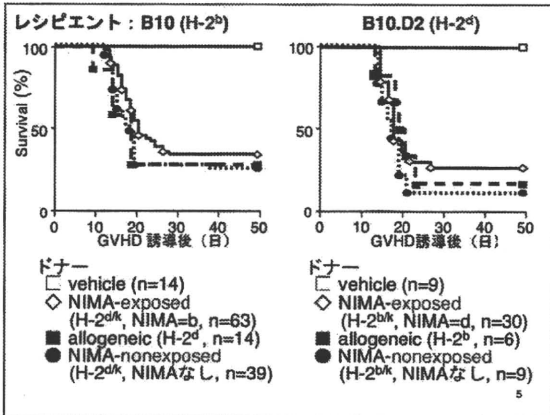 レシピエント：B10 (H-2ᵇ)
B10.D2 (H-2ᵈ)
Survival (%)
100
50
0
0 10 20 30 40 50
GVHD 誘導後（日）
100
50
0
0 10 20 30 40 50
GVHD 誘導後（日）
ドナー
vehicle (n=14)
NIMA-exposed
(H-2ᵈ/ᵏ, NIMA=b, n=63)
allogeneic (H-2ᵈ, n=14)
NIMA-nonexposed
(H-2ᵈ/ᵏ, NIMAなし, n=39)
ドナー
vehicle (n=9)
NIMA-exposed
(H-2ᵇ/ᵏ, NIMA=d, n=30)
allogeneic (H-2ᵇ, n=6)
NIMA-nonexposed
(H-2ᵇ/ᵏ, NIMAなし, n=9)
5